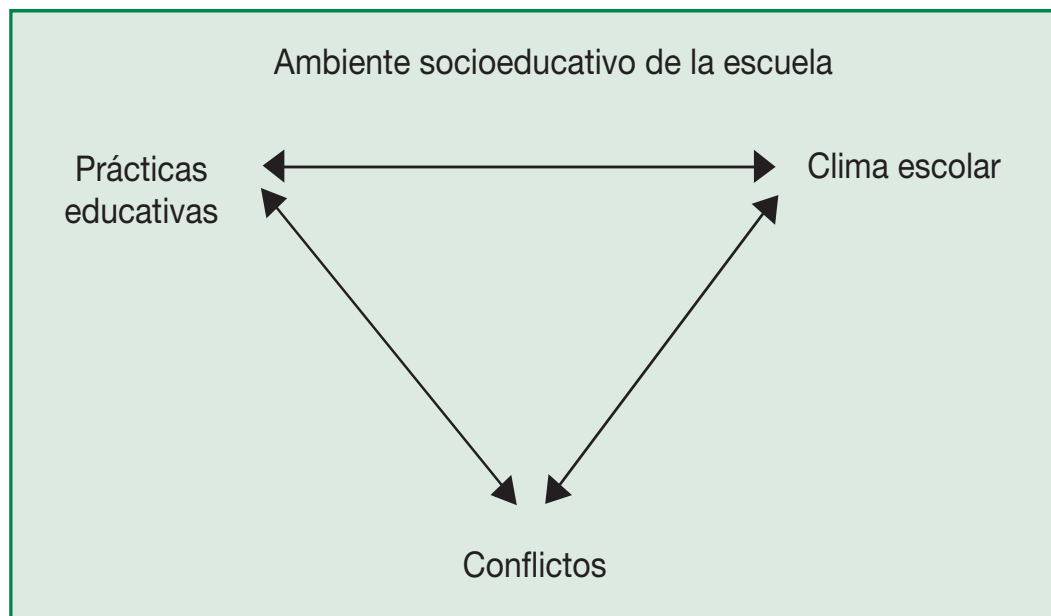 Ambiente socioeducativo de la escuela
Prácticas
educativas
Clima escolar
Conflictos